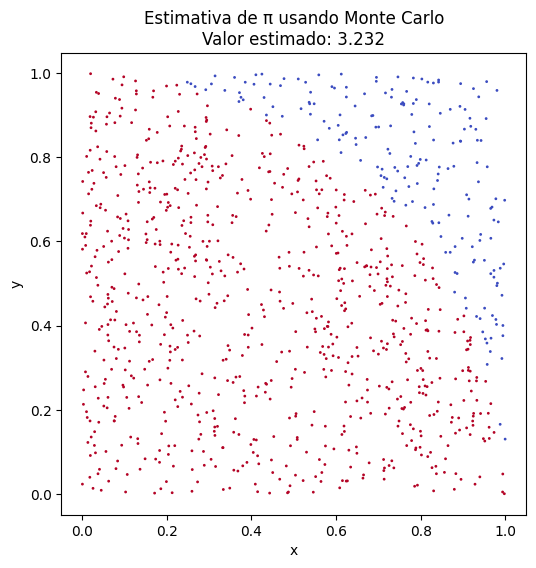 Estimativa de π usando Monte Carlo
Valor estimado: 3.232
1.0
0.8
0.6
0.4
0.2
0.0
y
0.0 0.2 0.4 0.6 0.8 1.0
x